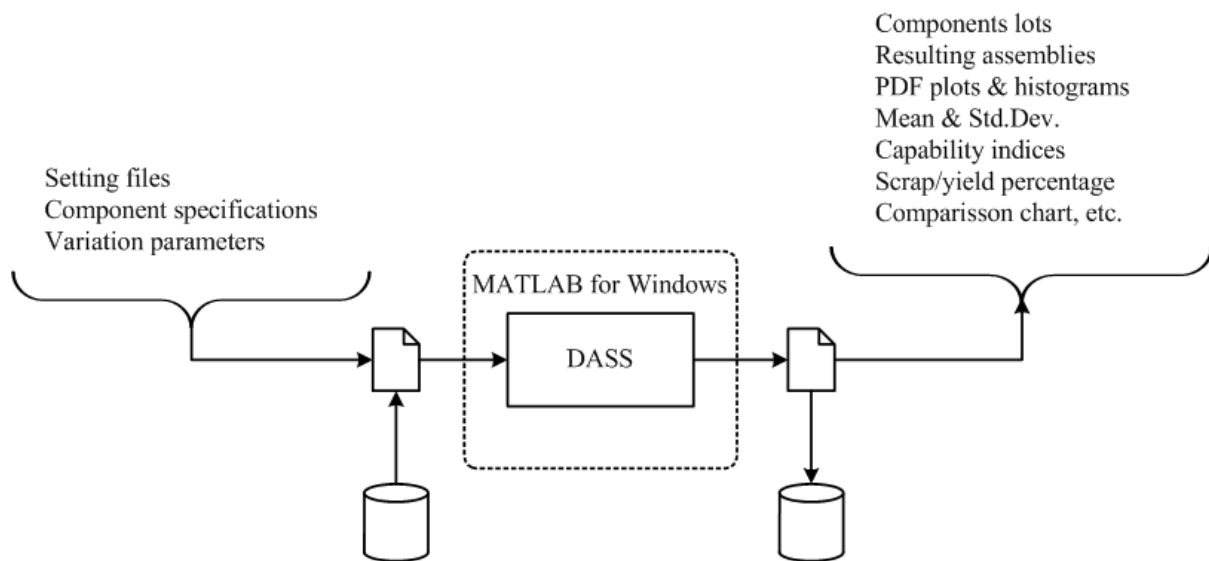 Setting files
Component specifications
Variation parameters
MATLAB for Windows
DASS
Components lots
Resulting assemblies
PDF plots & histograms
Mean & Std.Dev.
Capability indices
Scrap/yield percentage
Comparisson chart, etc.